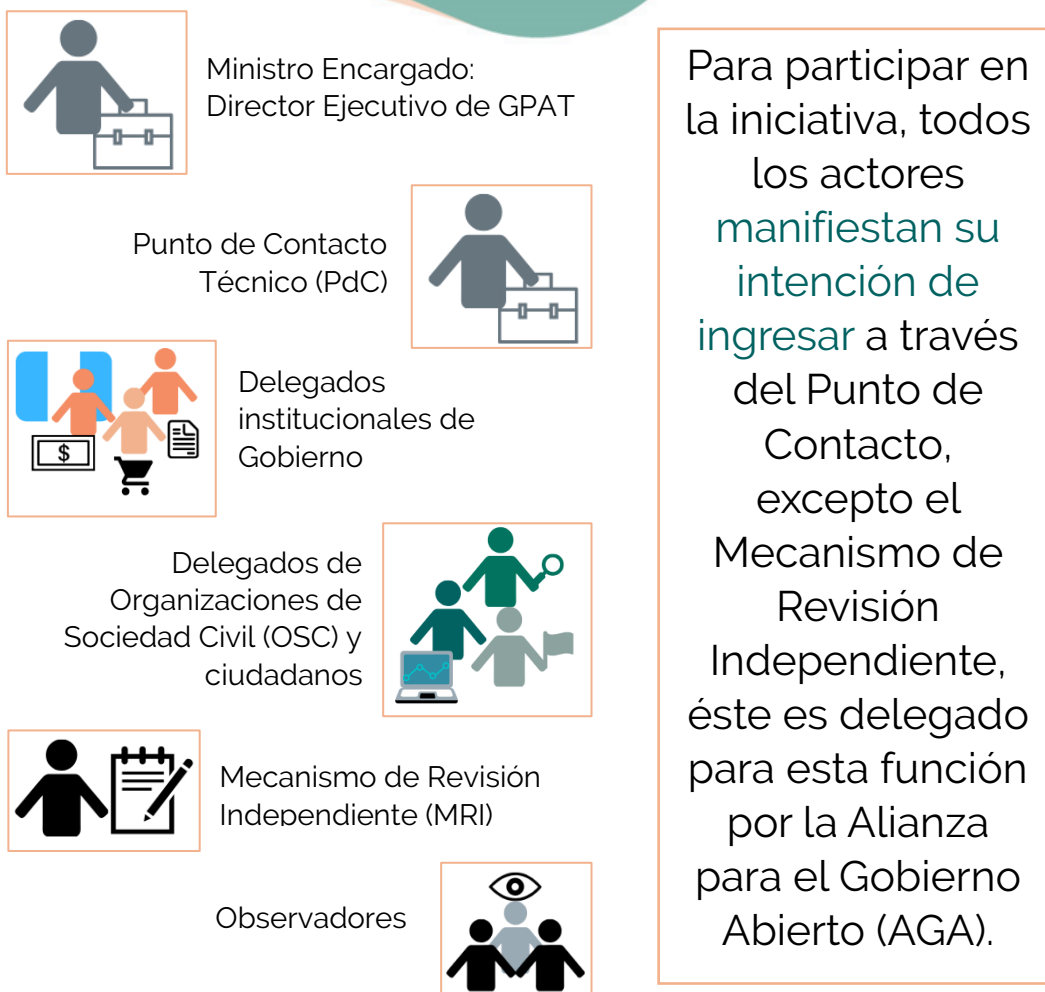 Ministro Encargado:
Director Ejecutivo de GPAT
Punto de Contacto
Técnico (PdC)
Delegados
institucionales de
Gobierno
$
Delegados de
Organizaciones de
Sociedad Civil (OSC) y
ciudadanos
Mecanismo de Revisión
Independiente (MRI)
Observadores
Para participar en
la iniciativa, todos
los actores
manifiestan su
intención de
ingresar a través
del Punto de
Contacto,
excepto el
Mecanismo de
Revisión
Independiente,
éste es delegado
para esta función
por la Alianza
para el Gobierno
Abierto (AGA).